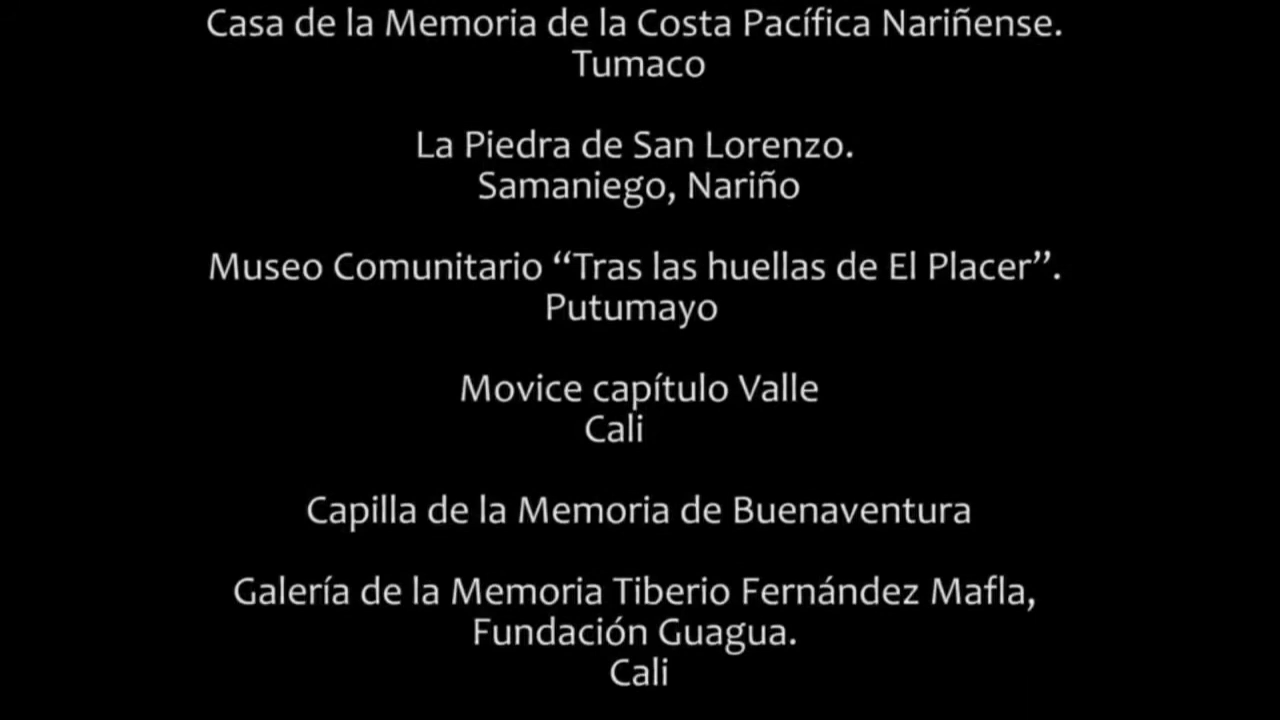 Casa de la Memoria de la Costa Pacífica Nariñense.
Tumaco
La Piedra de San Lorenzo.
Samaniego, Nariño
Museo Comunitario “Tras las huellas de El Placer”.
Putumayo
Movice capítulo Valle
Cali
Capilla de la Memoria de Buenaventura
Galería de la Memoria Tiberio Fernández Mafla,
Fundación Guagua.
Cali